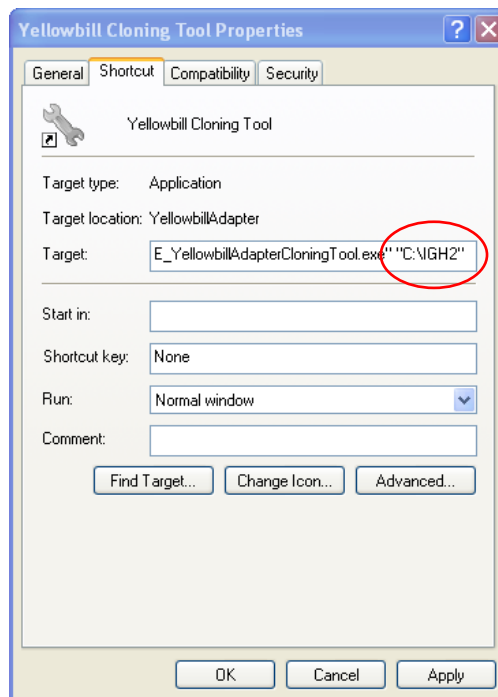 Yellowbill Cloning Tool Properties
General Shortcut Compatibility Security
Yellowbill Cloning Tool
Target type: Application
Target location: YellowbillAdapter
Target: E_YellowbillAdapterCloningTool.exe" "C:\IGH2"
Start in:
Shortcut key: None
Run: Normal window
Comment:
Find Target... Change Icon... Advanced...
OK Cancel Apply